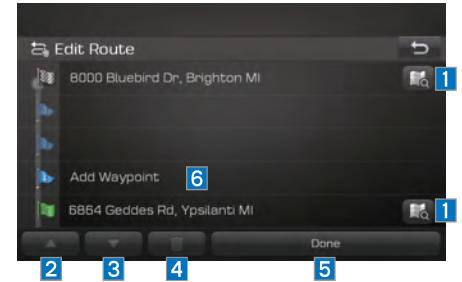 Edit Route
8000 Bluebird Dr, Brighton MI
1
Add Waypoint
6
6864 Geddes Rd, Ypsilanti MI
1
Done
2
3
4
5